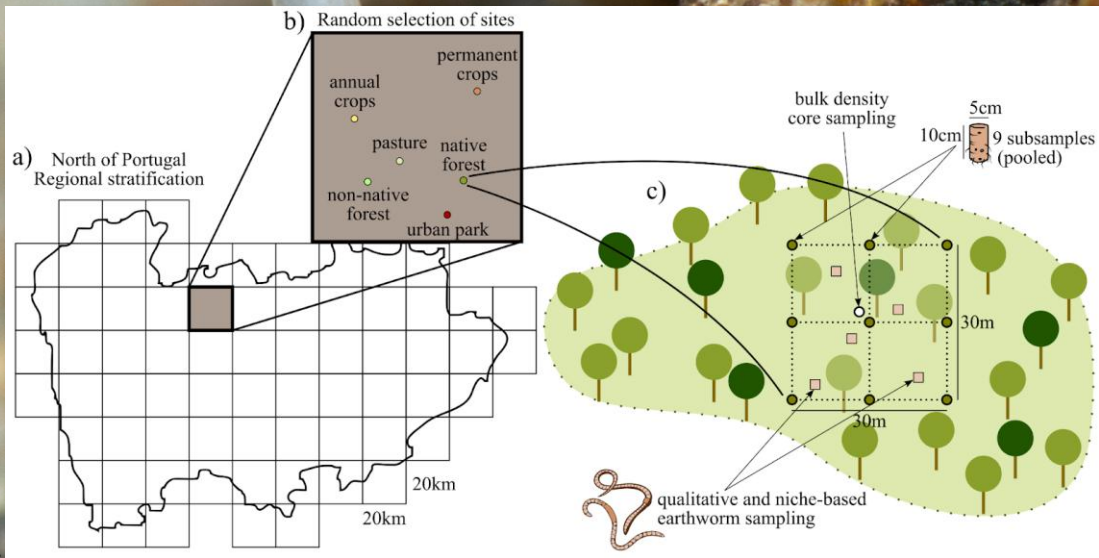 b) Random selection of sites
permanent
crops
annual
crops
pasture
native
forest
non-native
forest
urban park
a) North of Portugal
Regional stratification
20km
20km
c)
bulk density
core sampling
5cm
10cm
9 subsamples
(pooled)
30m
30m
qualitative and niche-based
earthworm sampling